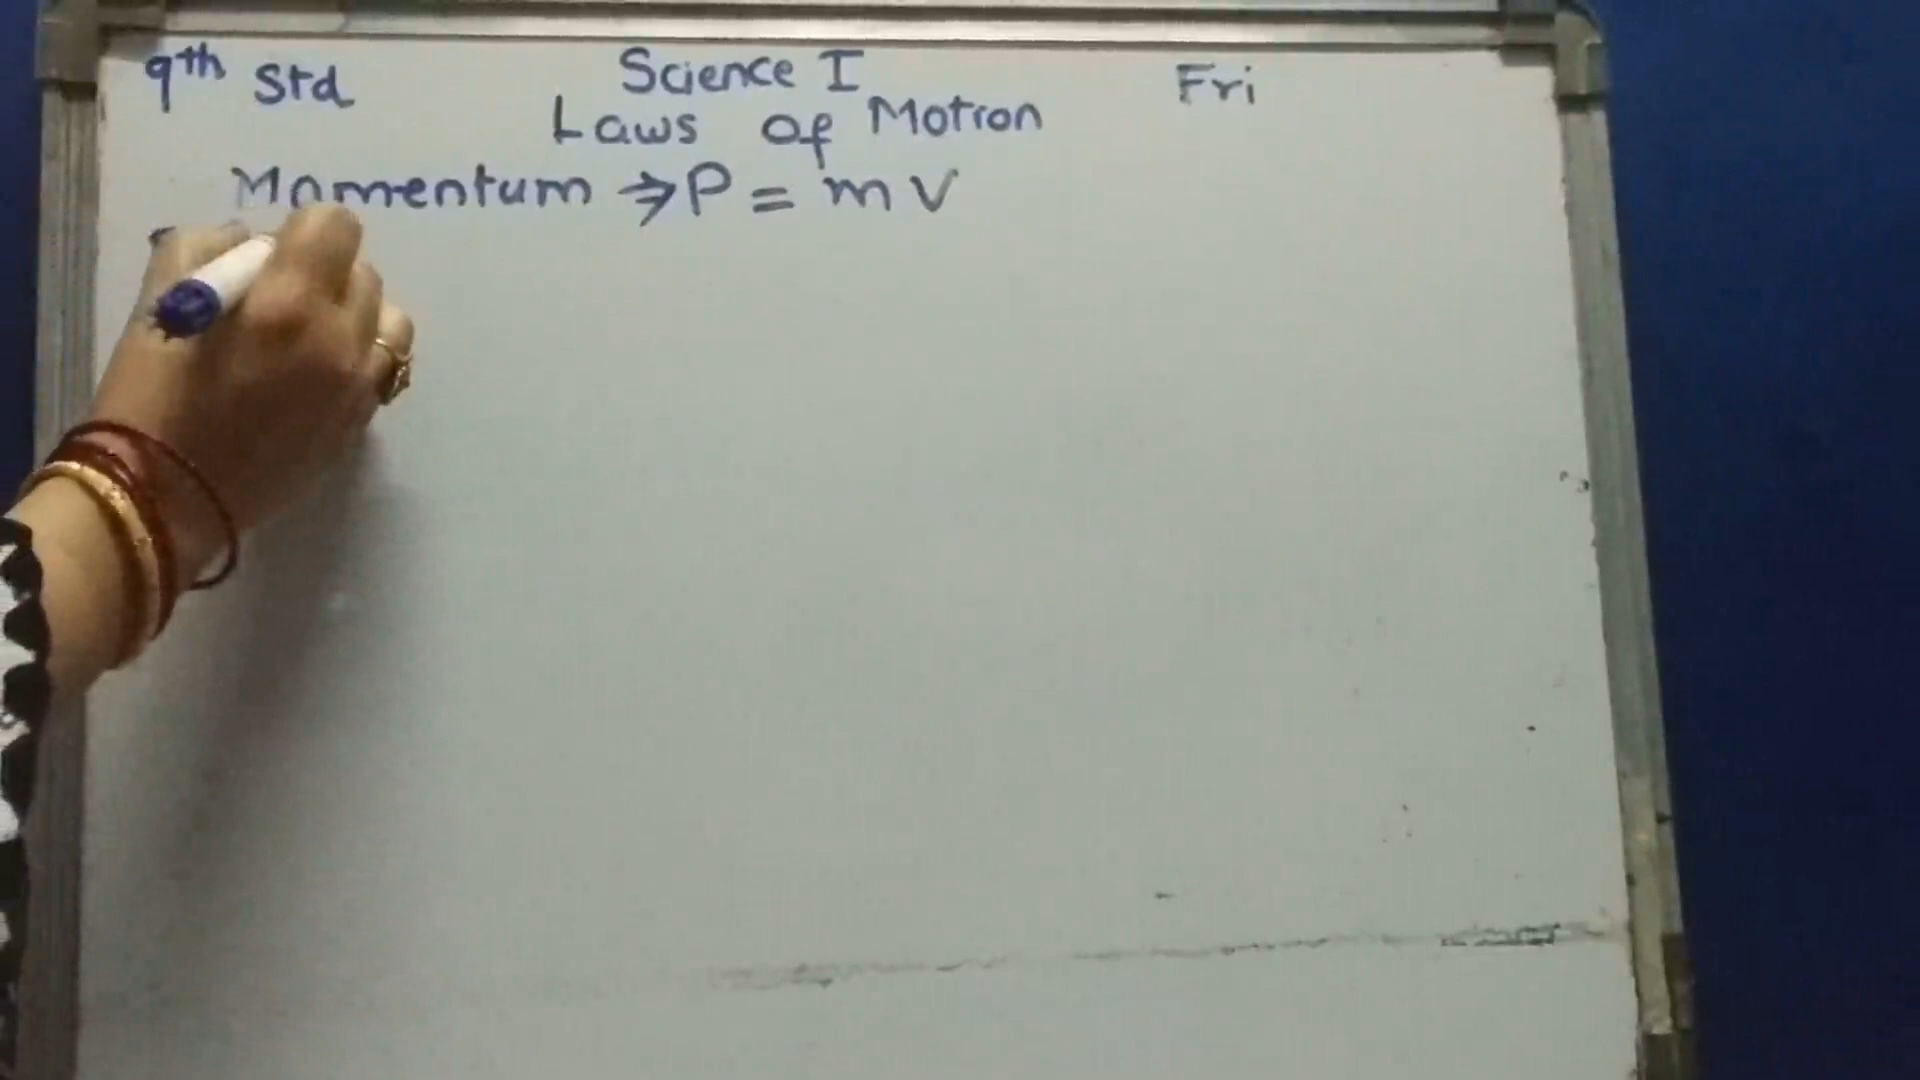 9th Std Science I Fri
Laws of Motion
Momentum ⇒ P = mv